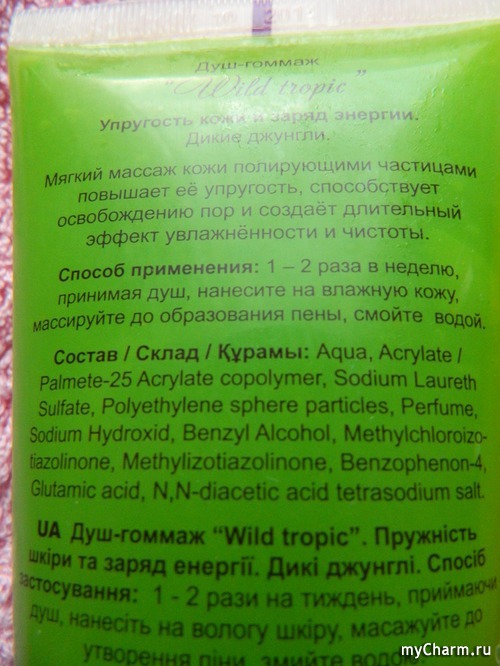 Душ-гоммаж
“Wild tropic”
Упругость кожи и заряд энергии.
Дикие джунгли.
Мягкий массаж кожи полирующими частицами
повышает её упругость, способствует
освобождению пор и создаёт длительный
эффект увлажнённости и чистоты.
Способ применения: 1 – 2 раза в неделю,
принимая душ, нанесите на влажную кожу,
массируйте до образования пены, смойте водой.
Состав / Склад / Құрамы: Aqua, Acrylate /
Palmete-25 Acrylate copolymer, Sodium Laureth
Sulfate, Polyethylene sphere particles, Perfume,
Sodium Hydroxid, Benzyl Alcohol, Methylchloroizo-
tiazolinone, Methylizotiazolinone, Benzophenon-4,
Glutamic acid, N,N-diacetic acid tetrasodium salt.
UA Душ-гоммаж “Wild tropic”. Пружність
шкіри та заряд енергії. Дикі джунглі. Спосіб
застосування: 1 - 2 рази на тиждень, приймаючи
душ, нанесіть на вологу шкіру, масажуйте до
утворення піни, змийте водою
myCharm.ru